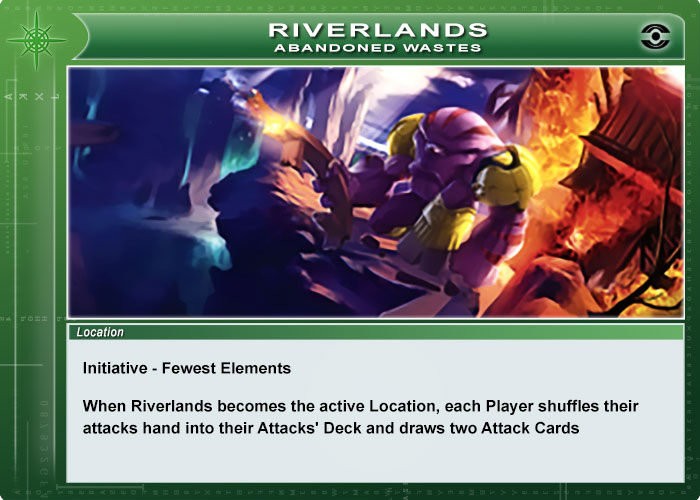 RIVERLANDS
ABANDONED WASTES
Location
Initiative - Fewest Elements
When Riverlands becomes the active Location, each Player shuffles their
attacks hand into their Attacks' Deck and draws two Attack Cards